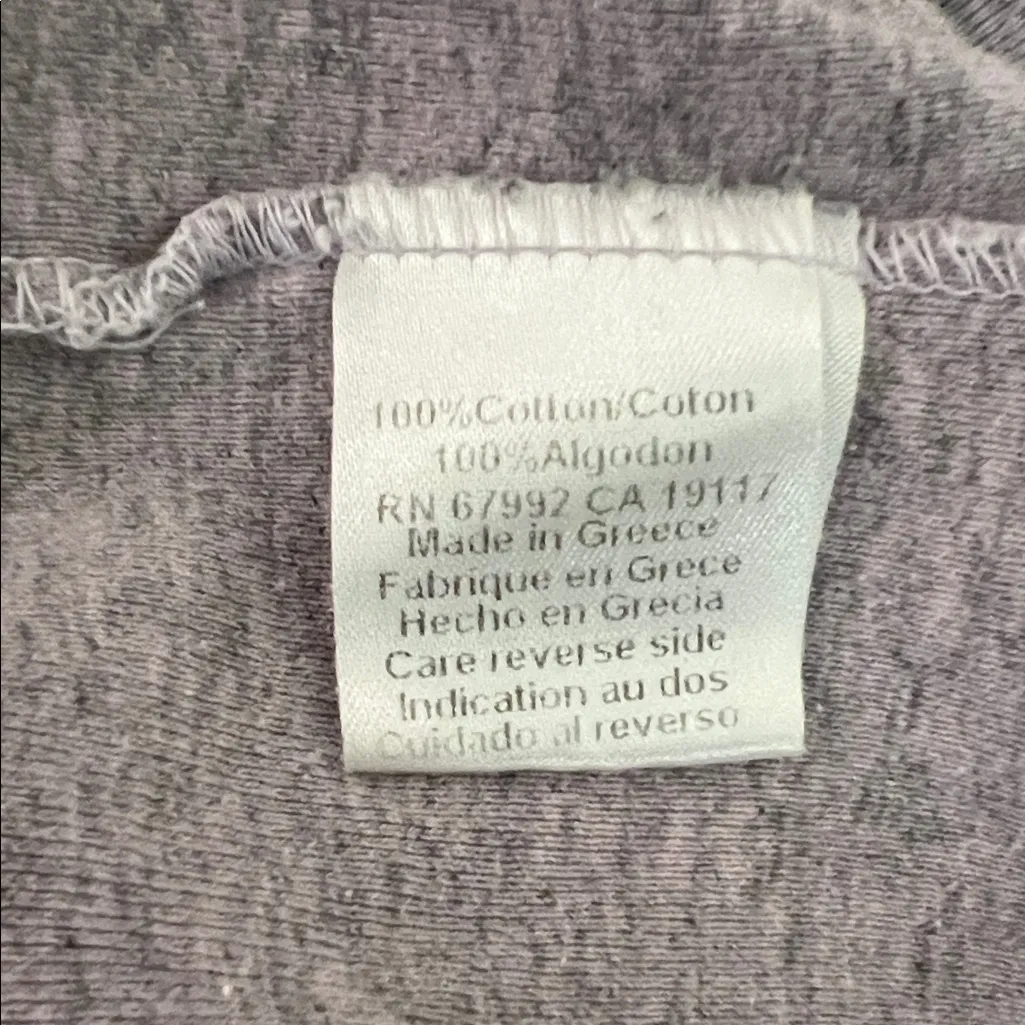 100%Cotton/Coton
100%Algodon
RN 67992 CA 19117
Made in Greece
Fabrique en Grece
Hecho en Grecia
Care reverse side
Indication au dos
Cuidado al reverso